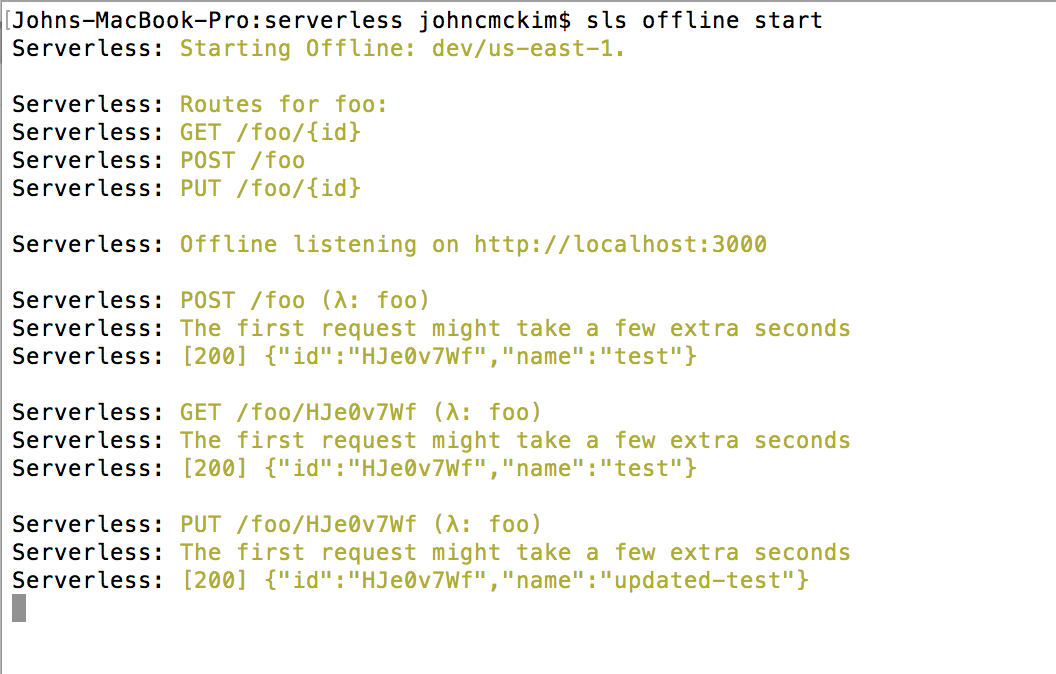 [Johns-MacBook-Pro:serverless johncmckim$ sls offline start
Serverless: Starting Offline: dev/us-east-1.
Serverless: Routes for foo:
Serverless: GET /foo/{id}
Serverless: POST /foo
Serverless: PUT /foo/{id}
Serverless: Offline listening on http://localhost:3000
Serverless: POST /foo (λ: foo)
Serverless: The first request might take a few extra seconds
Serverless: [200] {"id":"HJe0v7Wf","name":"test"}
Serverless: GET /foo/HJe0v7Wf (λ: foo)
Serverless: The first request might take a few extra seconds
Serverless: [200] {"id":"HJe0v7Wf","name":"test"}
Serverless: PUT /foo/HJe0v7Wf (λ: foo)
Serverless: The first request might take a few extra seconds
Serverless: [200] {"id":"HJe0v7Wf","name":"updated-test"}